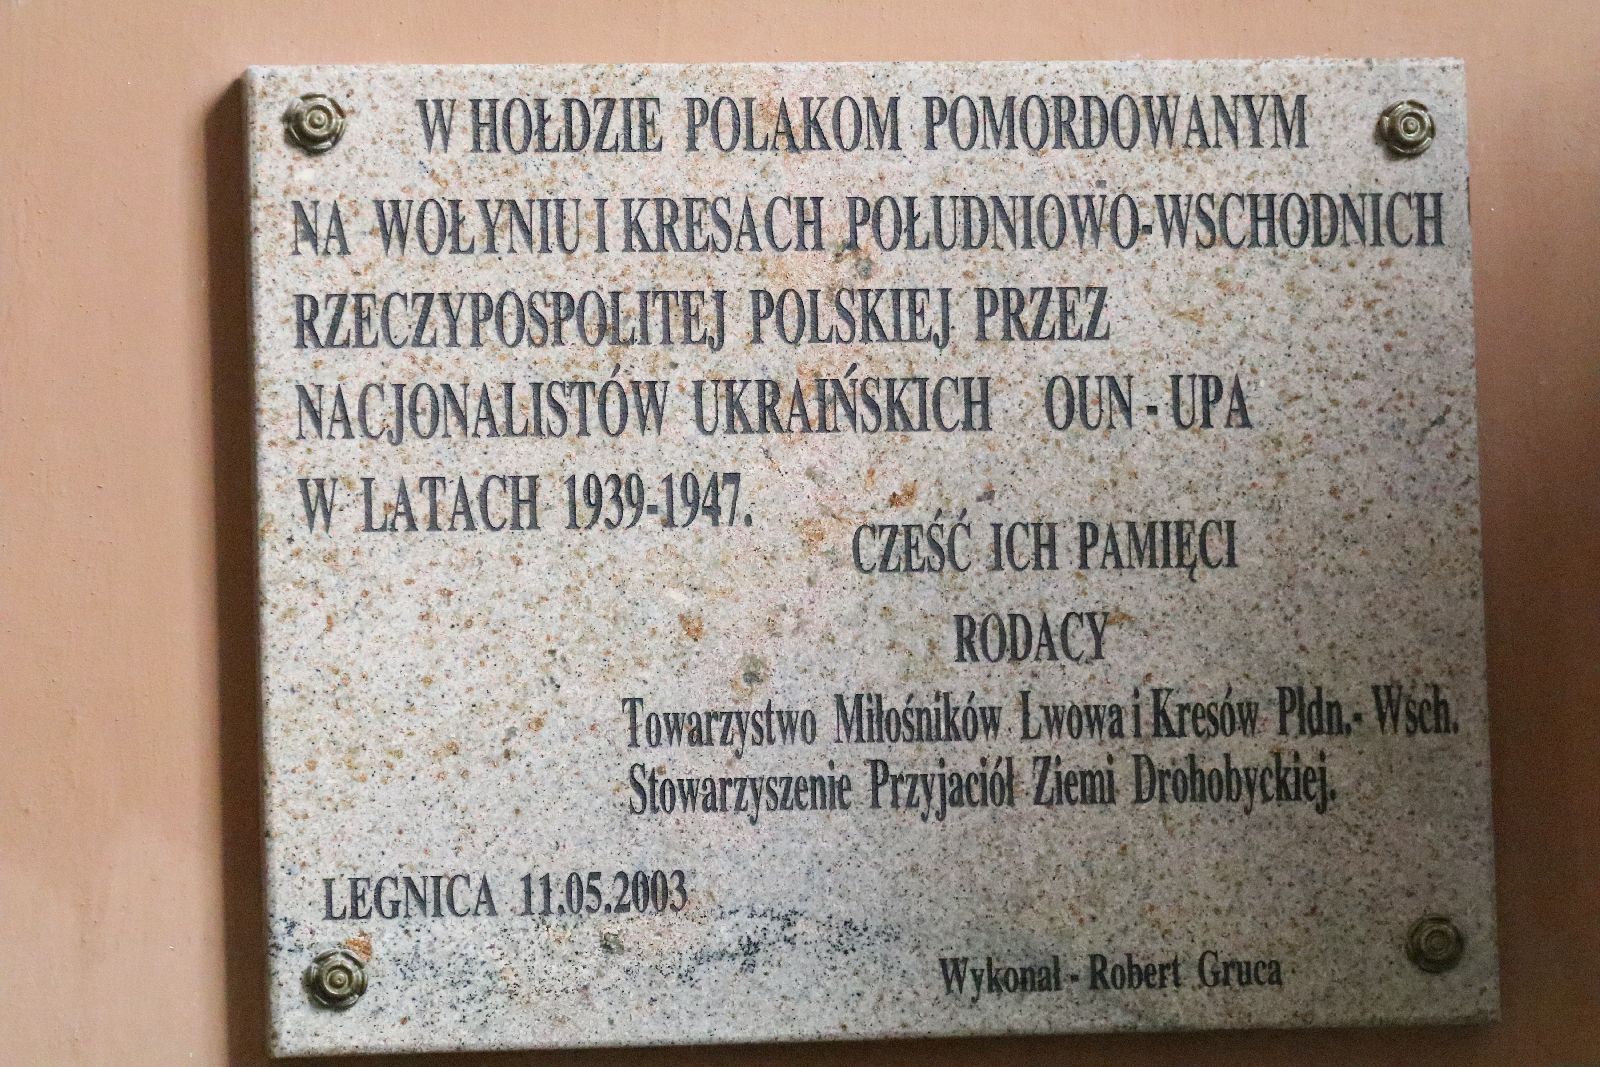 W HOŁDZIE POLAKOM POMORDOWANYM
NA WOŁYNIU I KRESACH POŁUDNIOWO-WSCHODNICH
RZECZYPOSPOLITEJ POLSKIEJ PRZEZ
NACJONALISTÓW UKRAIŃSKICH OUN - UPA
W LATACH 1939-1947.
CZEŚĆ ICH PAMIĘCI
RODACY
Towarzystwo Miłośników Lwowa i Kresów Płdn.- Wsch.
Stowarzyszenie Przyjaciół Ziemi Drohobyckiej.
LEGNICA 11.05.2003
Wykonał - Robert Gruca